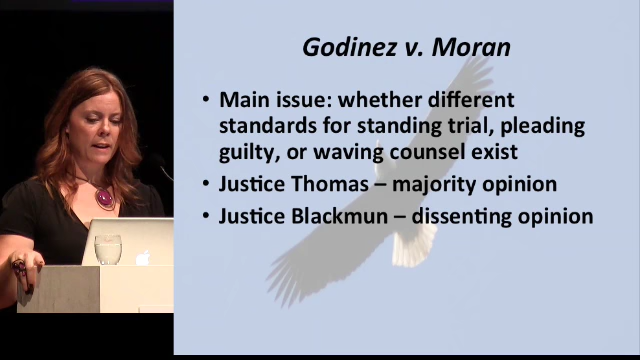 Godinez v. Moran
• Main issue: whether different
standards for standing trial, pleading
guilty, or waving counsel exist
• Justice Thomas – majority opinion
• Justice Blackmun – dissenting opinion